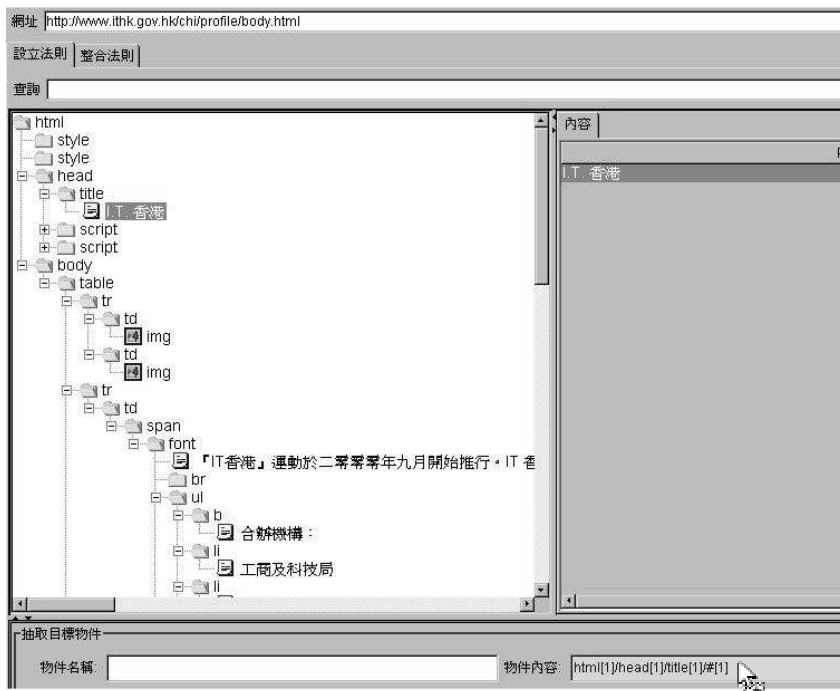 網址 http://www.ithk.gov.hk/chi/profile/body.html
設立法則 整合法則
查詢
html
style
style
head
title
I.T. 香港
script
script
body
table
tr
td
img
td
img
tr
td
span
font
『IT香港』運動於二零零零年九月開始推行。IT 香
br
ul
b
合辦機構：
li
工商及科技局
li
內容
I.T. 香港
抽取目標物件
物件名稱:
物件內容: html[1]/head[1]/title[1]/#[1]